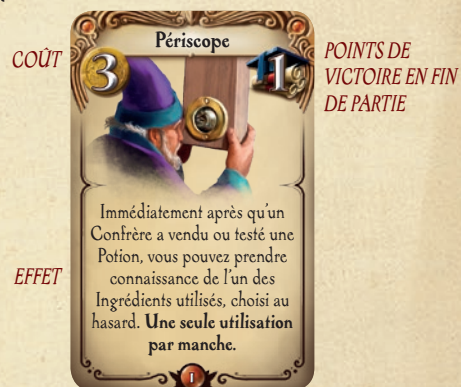 Périscope
COÛT
3
1
POINTS DE
VICTOIRE EN FIN
DE PARTIE
EFFET
Immédiatement après qu'un
Confrère a vendu ou testé une
Potion, vous pouvez prendre
connaissance de l'un des
Ingrédients utilisés, choisi au
hasard. Une seule utilisation
par manche.
I